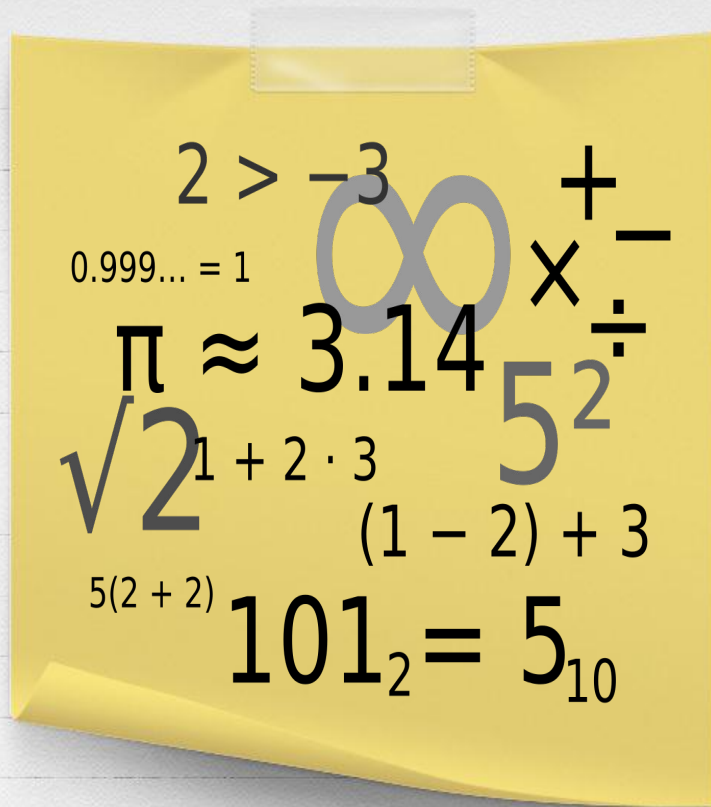 2 > −3
+
−
∞
×
0.999... = 1
÷
π ≈ 3.14
5²
√2
1 + 2 · 3
(1 − 2) + 3
5(2 + 2)
101₂ = 5₁₀